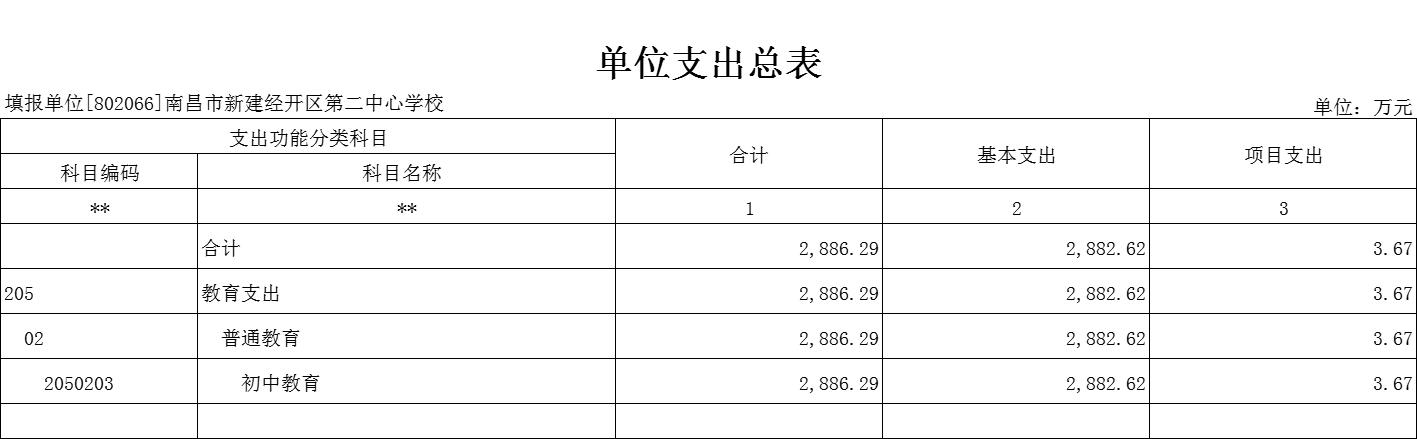 单位支出总表
填报单位[802066]南昌市新建经开区第二中心学校 单位：万元
支出功能分类科目 合计 基本支出 项目支出
科目编码 科目名称
** ** 1 2 3
合计 2,886.29 2,882.62 3.67
205 教育支出 2,886.29 2,882.62 3.67
02 普通教育 2,886.29 2,882.62 3.67
2050203 初中教育 2,886.29 2,882.62 3.67